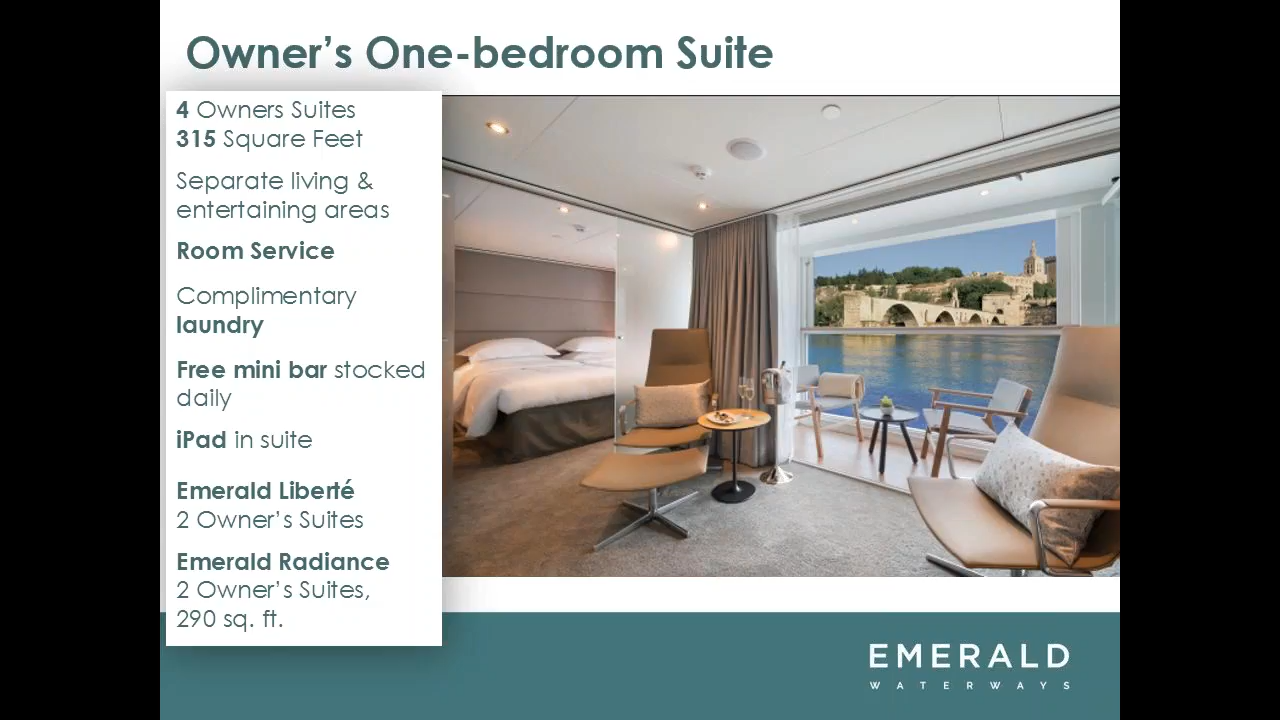 Owner’s One-bedroom Suite
4 Owners Suites
315 Square Feet
Separate living &
entertaining areas
Room Service
Complimentary
laundry
Free mini bar stocked
daily
iPad in suite
Emerald Liberté
2 Owner’s Suites
Emerald Radiance
2 Owner’s Suites,
290 sq. ft.
EMERALD
WATERWAYS